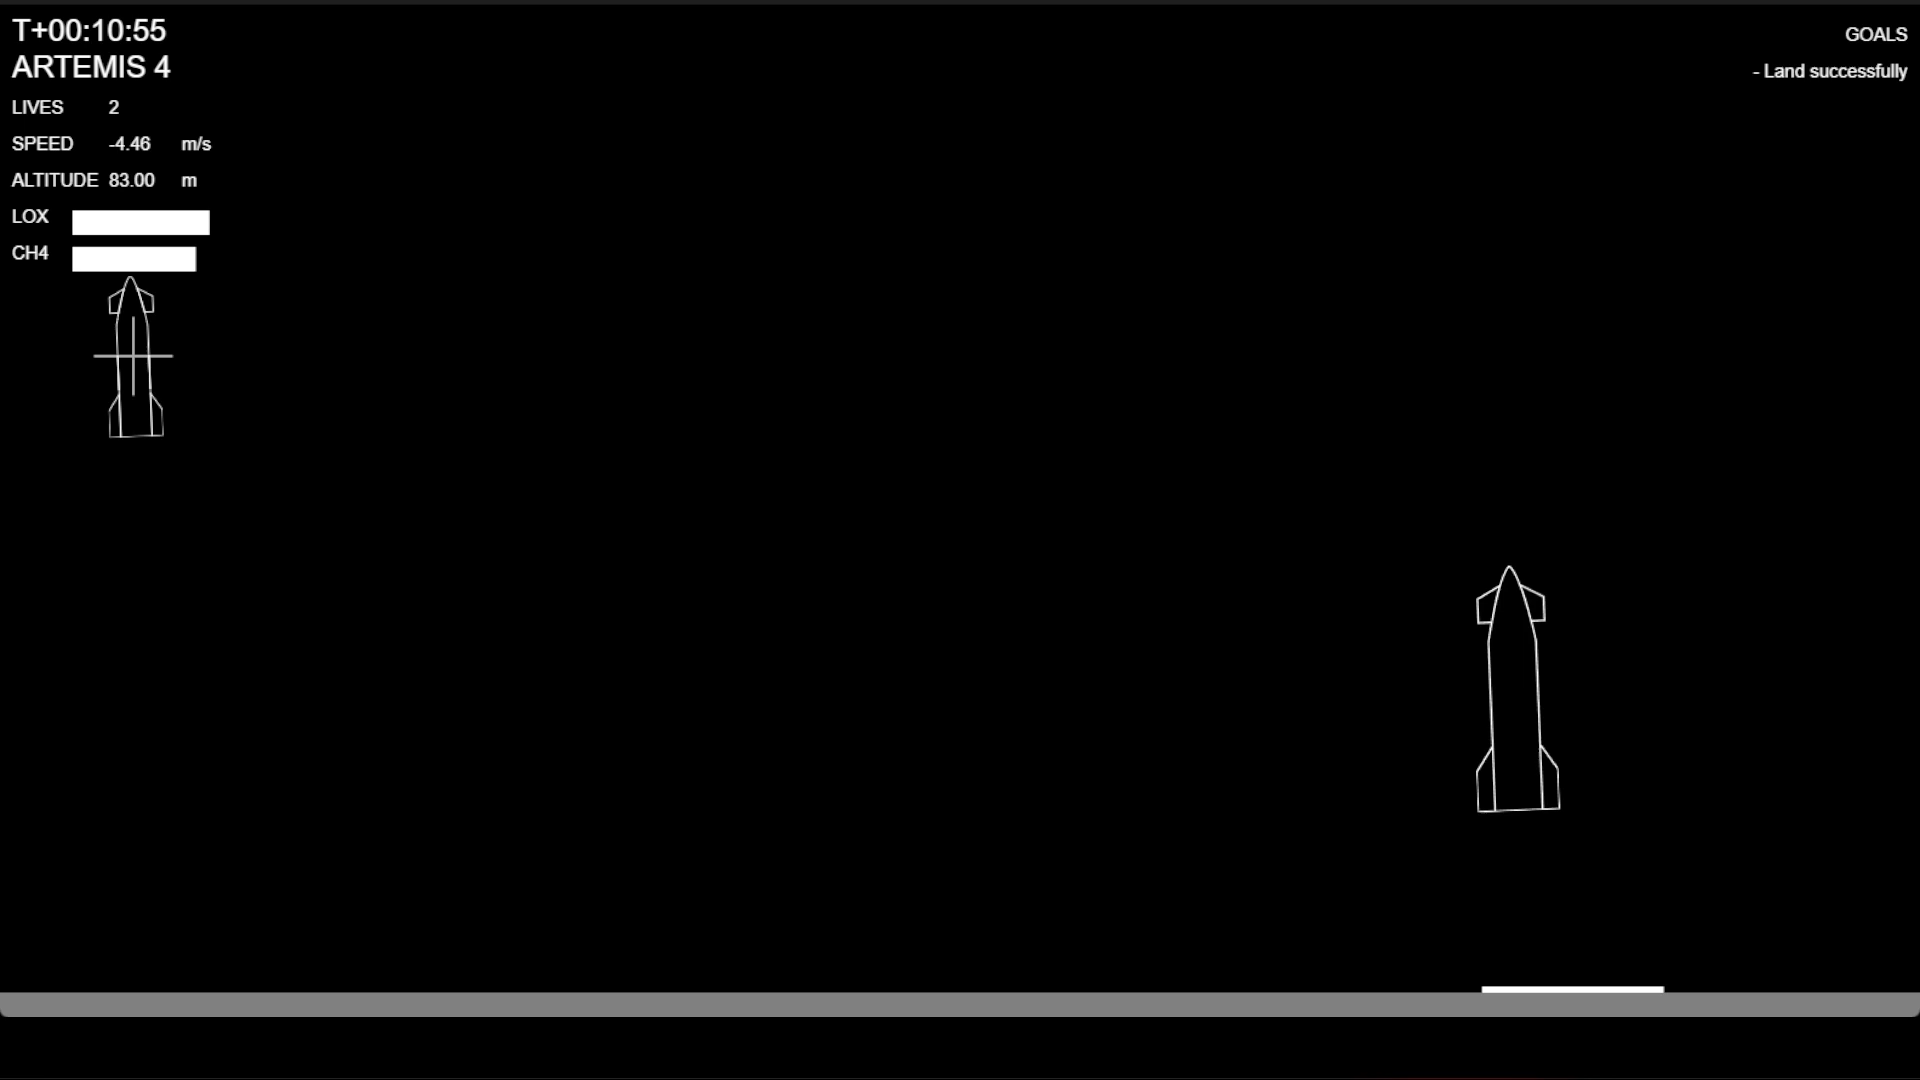 T+00:10:55
ARTEMIS 4
LIVES 2
SPEED -4.46 m/s
ALTITUDE 83.00 m
LOX
CH4
GOALS
- Land successfully